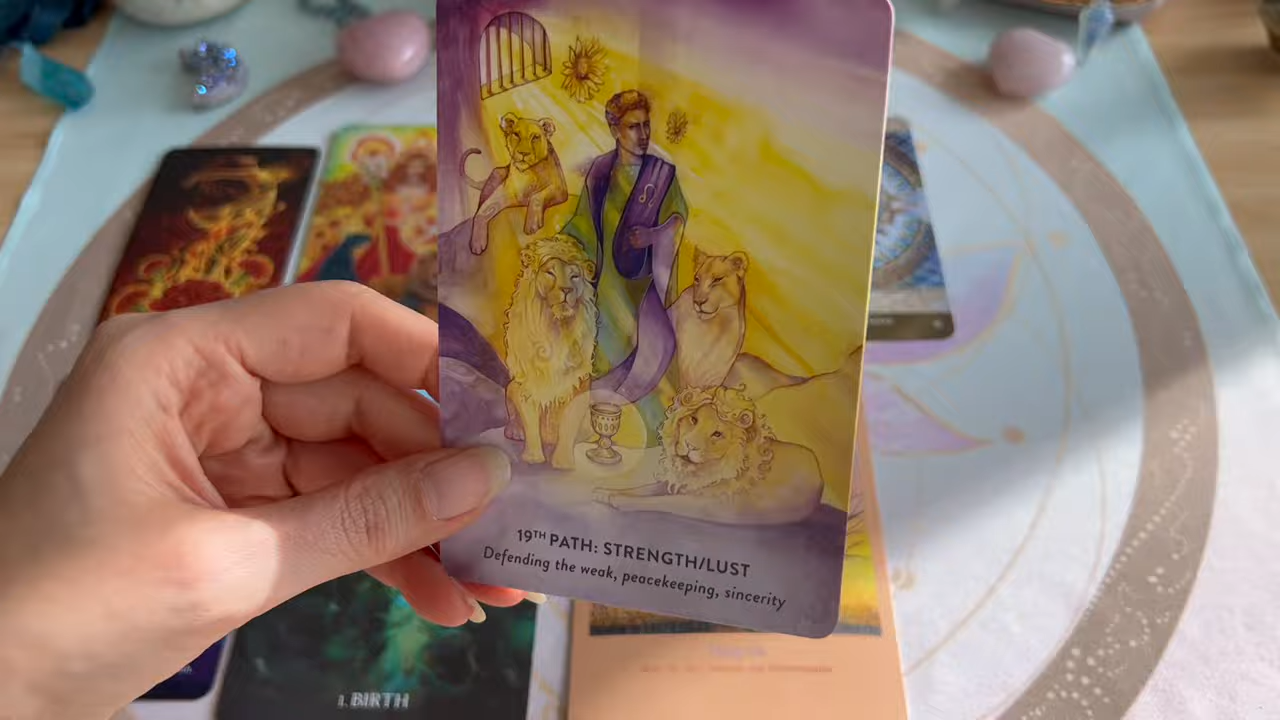 19TH PATH: STRENGTH/LUST
Defending the weak, peacekeeping, sincerity
1. BIRTH